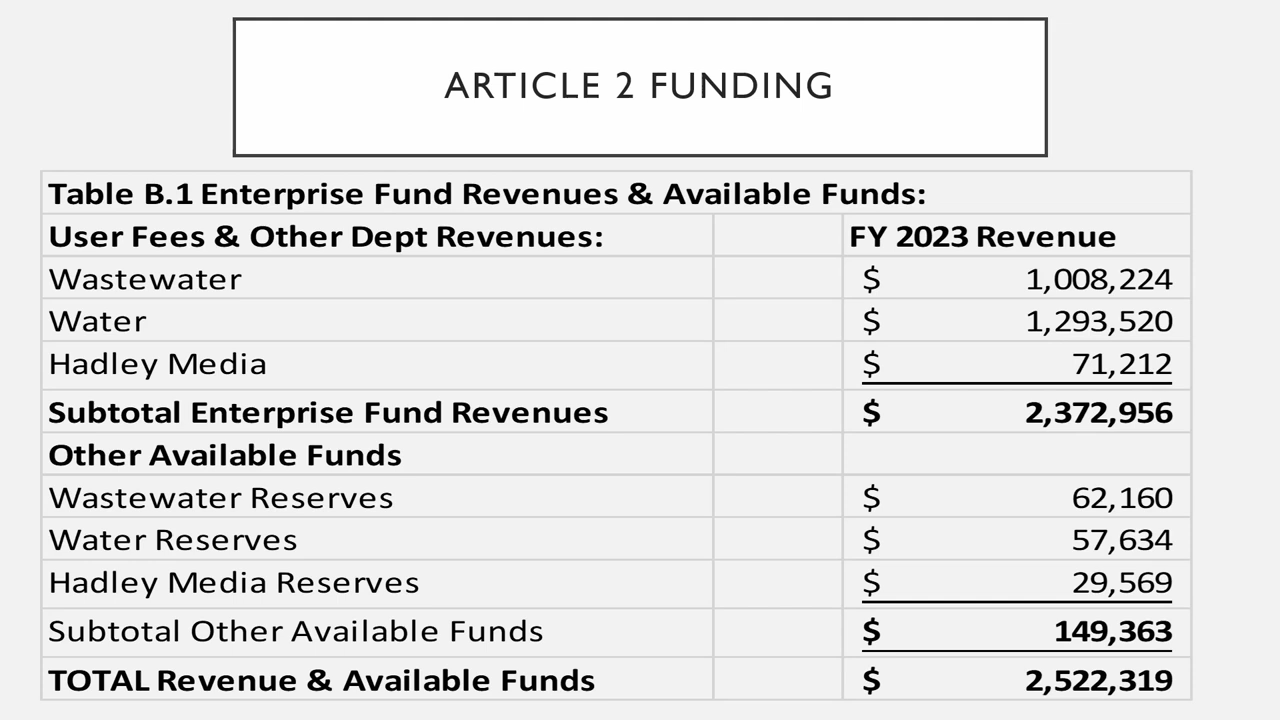 ARTICLE 2 FUNDING
Table B.1 Enterprise Fund Revenues & Available Funds:
User Fees & Other Dept Revenues: FY 2023 Revenue
Wastewater $ 1,008,224
Water $ 1,293,520
Hadley Media $ 71,212
Subtotal Enterprise Fund Revenues $ 2,372,956
Other Available Funds
Wastewater Reserves $ 62,160
Water Reserves $ 57,634
Hadley Media Reserves $ 29,569
Subtotal Other Available Funds $ 149,363
TOTAL Revenue & Available Funds $ 2,522,319